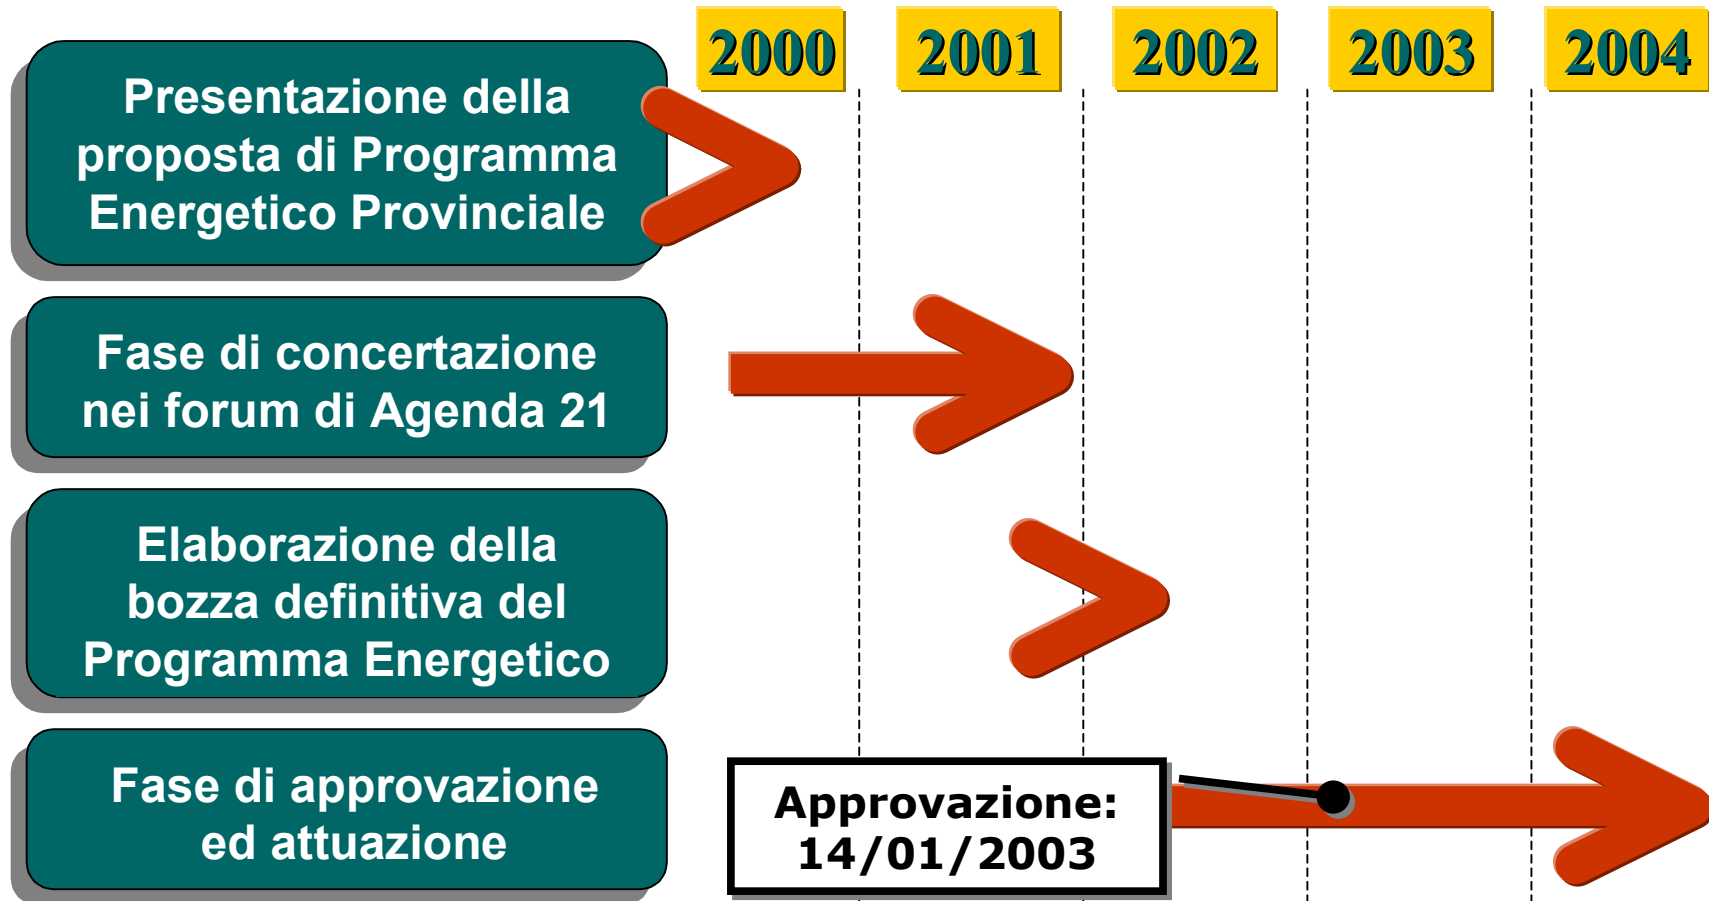 2000 2001 2002 2003 2004
Presentazione della
proposta di Programma
Energetico Provinciale
Fase di concertazione
nei forum di Agenda 21
Elaborazione della
bozza definitiva del
Programma Energetico
Fase di approvazione
ed attuazione
Approvazione:
14/01/2003